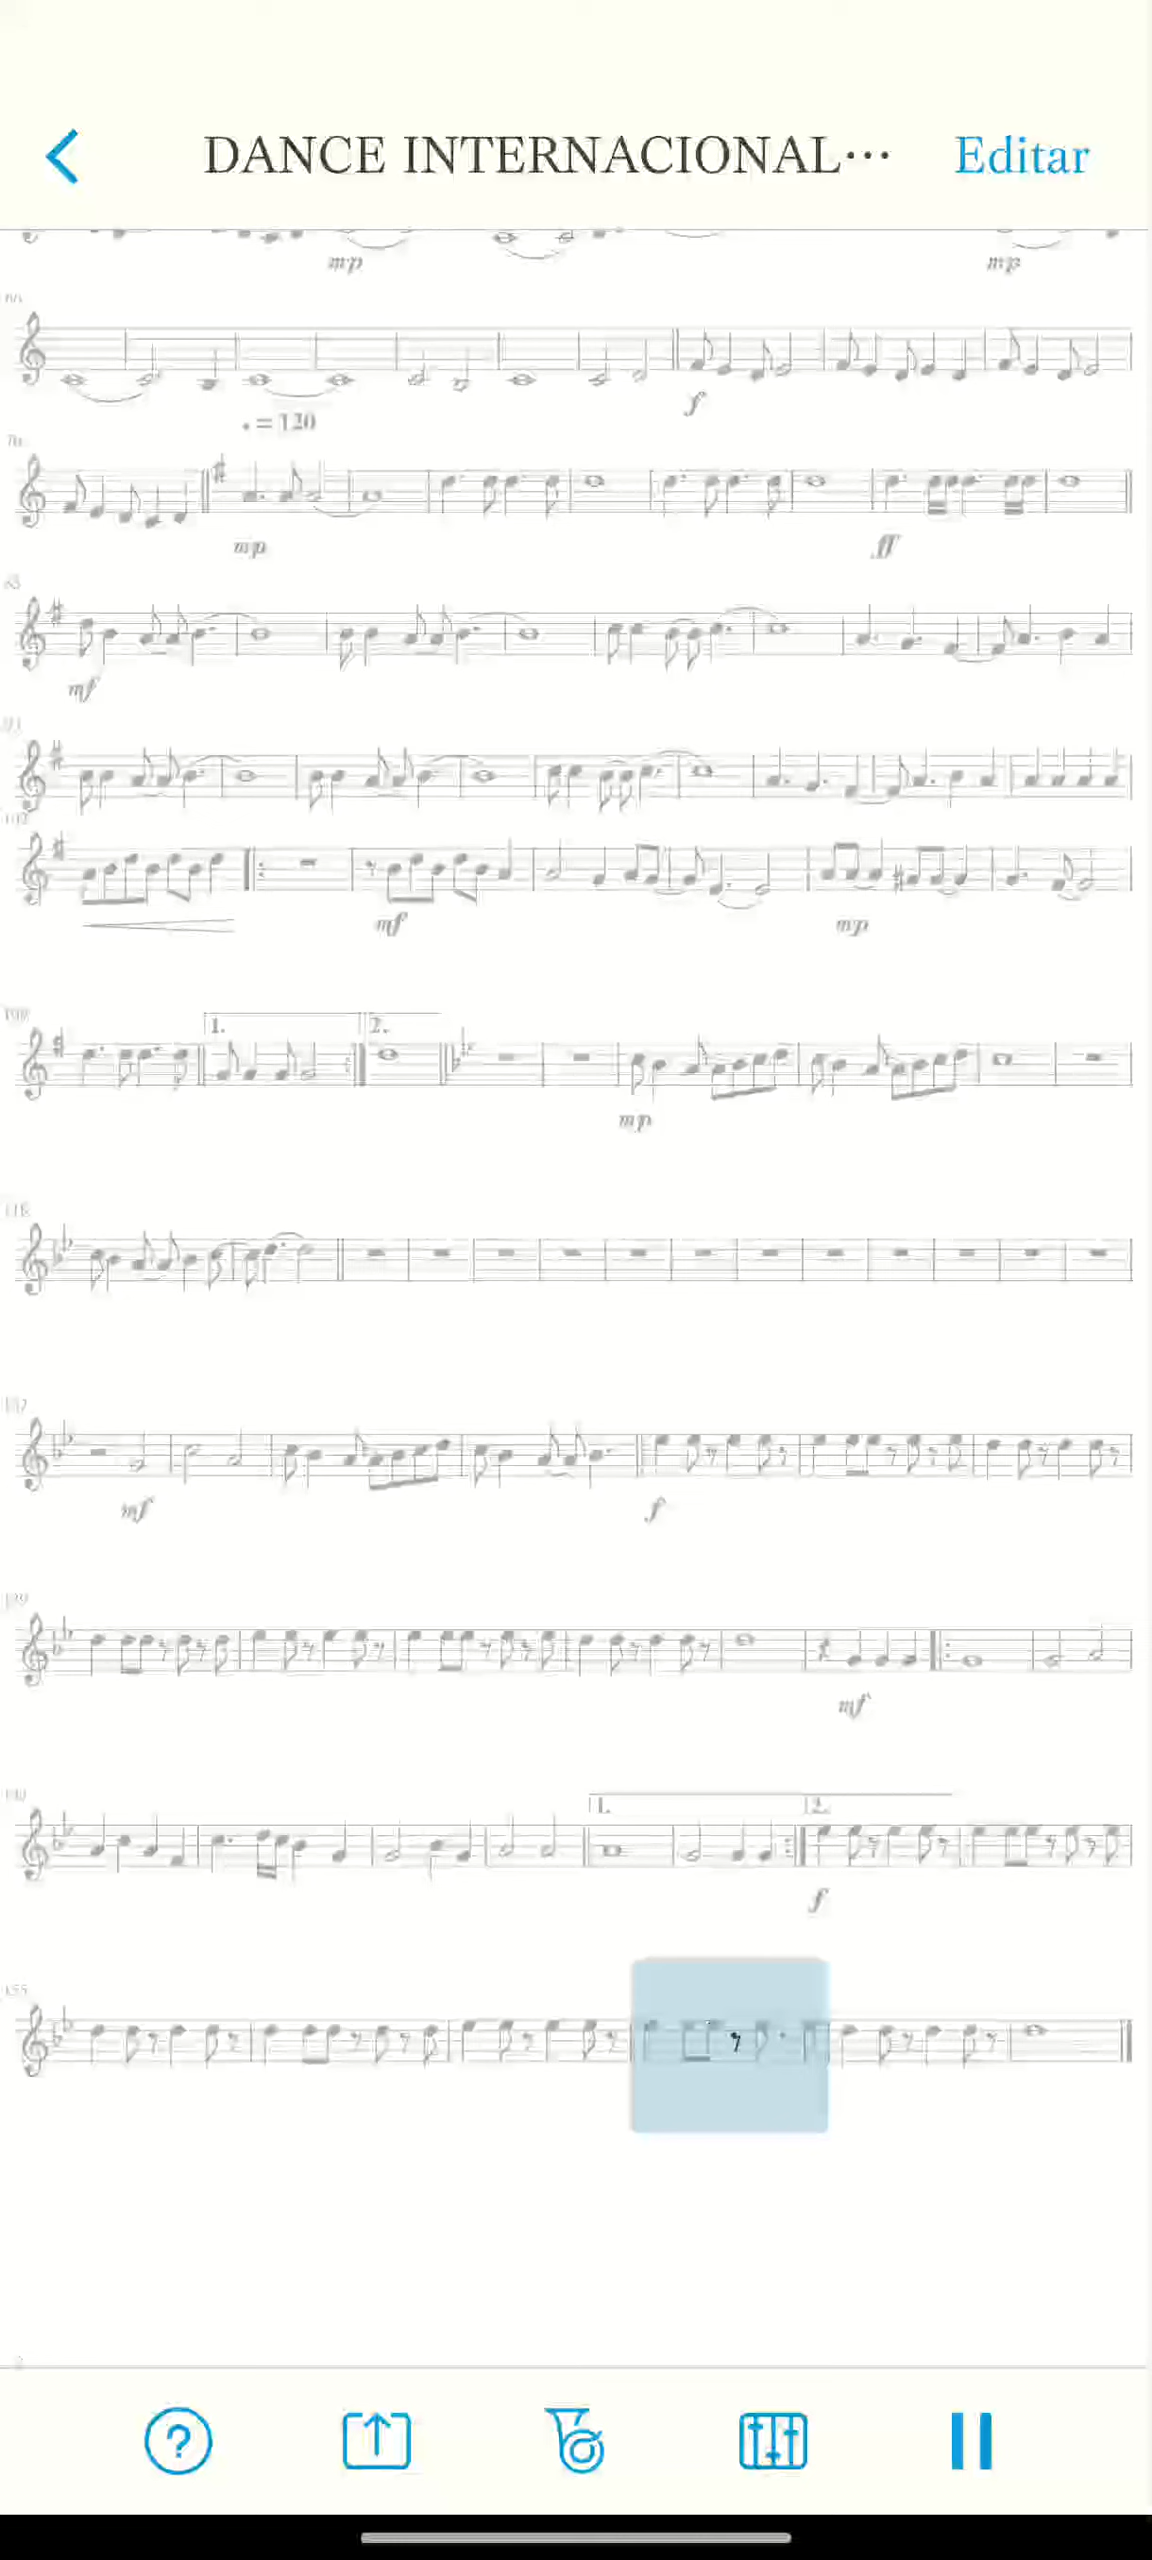 DANCE INTERNACIONAL...
Editar
mp
mp
f
. = 120
mp
ff
mf
mf
mp
1.
2.
mp
mf
f
mf
1.
2.
f
?